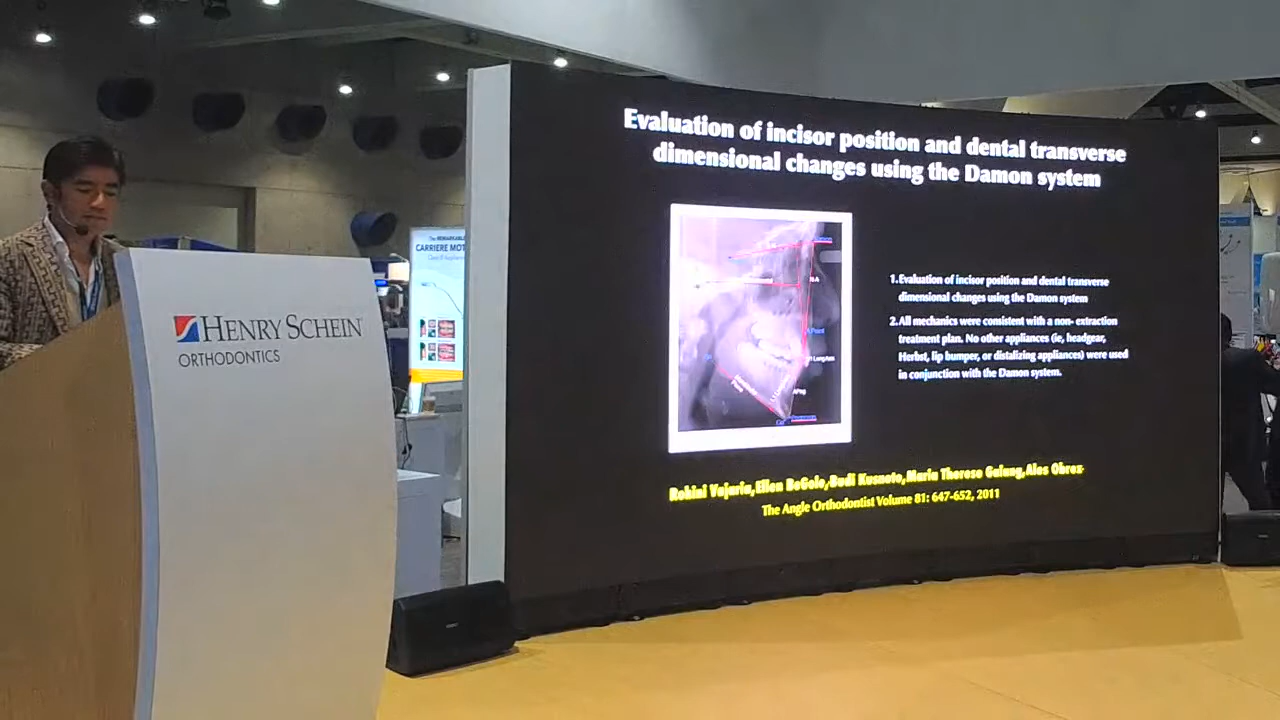 Evaluation of incisor position and dental transverse
dimensional changes using the Damon system
1. Evaluation of incisor position and dental transverse
dimensional changes using the Damon system
2. All mechanics were consistent with a non- extraction
treatment plan. No other appliances (ie, headgear,
Herbst, lip bumper, or distalizing appliances) were used
in conjunction with the Damon system.
Rohini Vajaria, Ellen BeGole, Budi Kusnoto, Maria Therese Galang, Ales Obrez
The Angle Orthodontist Volume 81: 647-652, 2011
HENRY SCHEIN
ORTHODONTICS
CARRIERE MOT